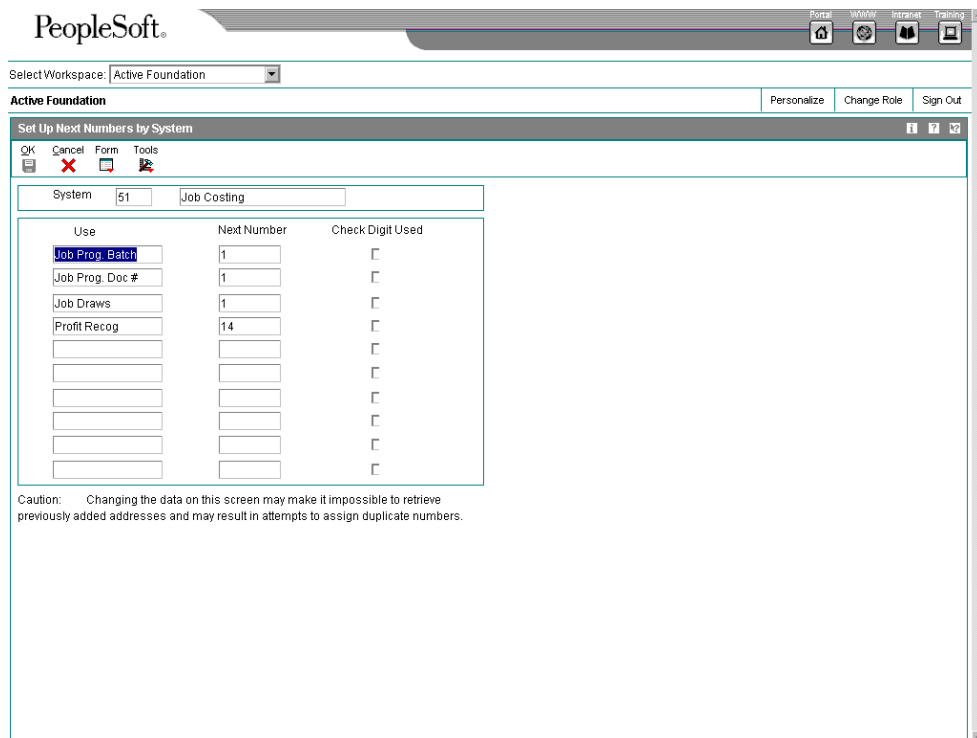 PeopleSoft.
Portal WWW Intranet Training
Select Workspace: Active Foundation
Active Foundation Personalize Change Role Sign Out
Set Up Next Numbers by System
OK Cancel Form Tools
System 51 Job Costing
Use Next Number Check Digit Used
Job Prog. Batch 1
Job Prog. Doc # 1
Job Draws 1
Profit Recog 14
Caution: Changing the data on this screen may make it impossible to retrieve
previously added addresses and may result in attempts to assign duplicate numbers.